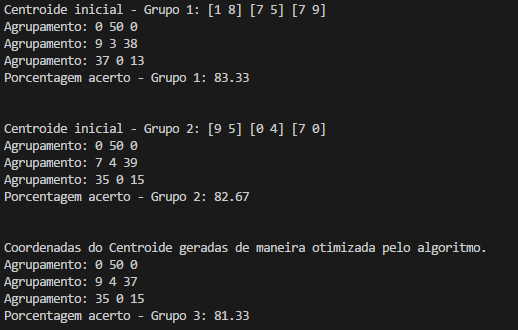 Centroide inicial - Grupo 1: [1 8] [7 5] [7 9]
Agrupamento: 0 50 0
Agrupamento: 9 3 38
Agrupamento: 37 0 13
Porcentagem acerto - Grupo 1: 83.33
Centroide inicial - Grupo 2: [9 5] [0 4] [7 0]
Agrupamento: 0 50 0
Agrupamento: 7 4 39
Agrupamento: 35 0 15
Porcentagem acerto - Grupo 2: 82.67
Coordenadas do Centroide geradas de maneira otimizada pelo algoritmo.
Agrupamento: 0 50 0
Agrupamento: 9 4 37
Agrupamento: 35 0 15
Porcentagem acerto - Grupo 3: 81.33